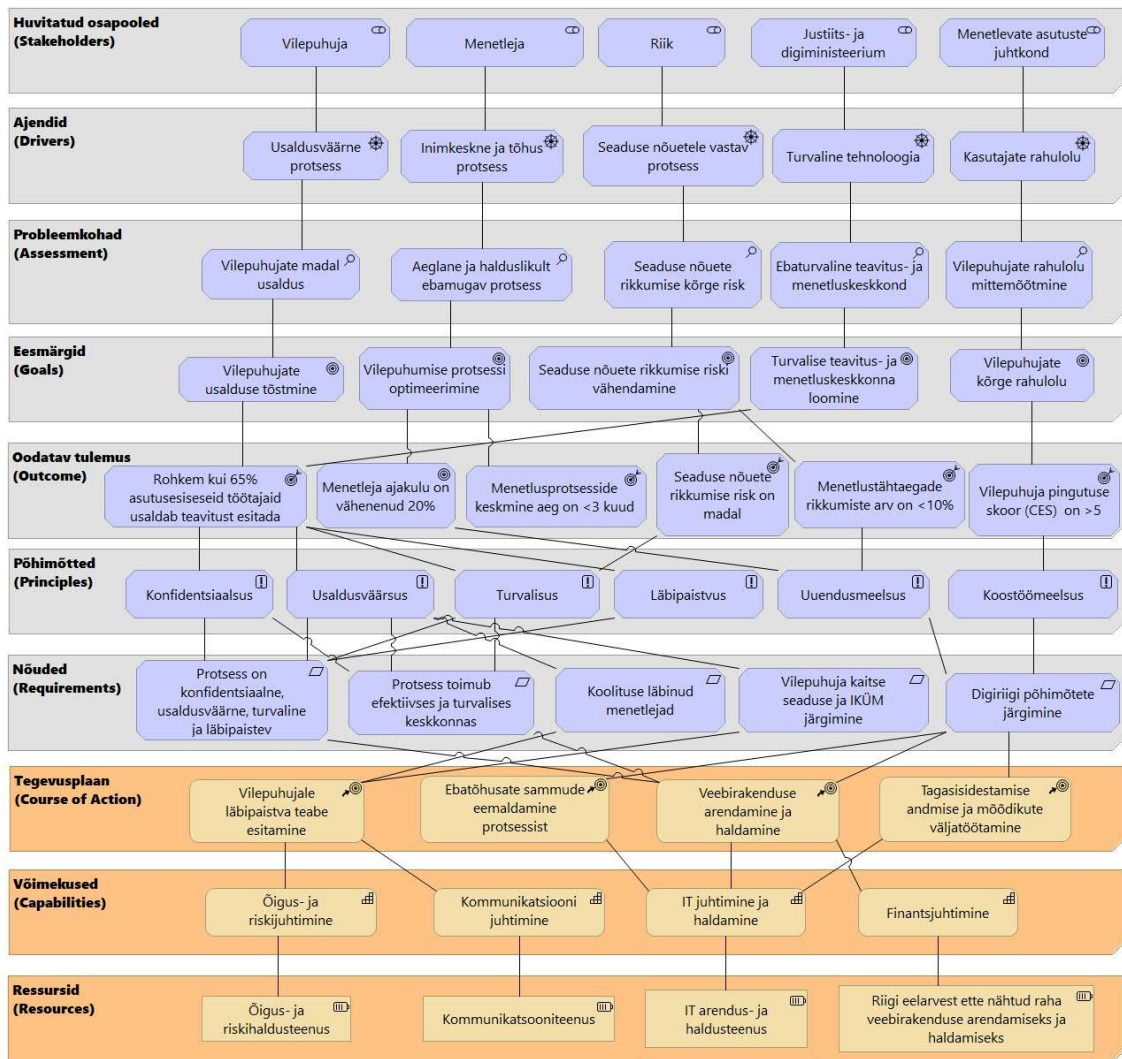 Huvitatud osapooled
(Stakeholders)
Vilepuhuja
Menetleja
Riik
Justiits- ja
digiministeerium
Menetlevate asutuste
juhtkond
Ajendid
(Drivers)
Usaldusväärne
protsess
Inimkeskne ja tõhus
protsess
Seaduse nõuetele vastav
protsess
Turvaline tehnoloogia
Kasutajate rahulolu
Probleemkohad
(Assessment)
Vilepuhujate madal
usaldus
Aeglane ja halduslikult
ebamugav protsess
Seaduse nõuete
rikkumise kõrge risk
Ebaturvaline teavitus- ja
menetluskeskkond
Vilepuhujate rahulolu
mittemõõtmine
Eesmärgid
(Goals)
Vilepuhujate
usalduse tõstmine
Vilepuhumise protsessi
optimeerimine
Seaduse nõuete rikkumise riski
vähendamine
Turvalise teavitus- ja
menetluskeskkonna
loomine
Vilepuhujate
kõrge rahulolu
Oodatav tulemus
(Outcome)
Rohkem kui 65%
asutusesiseseid töötajaid
usaldab teavitust esitada
Menetleja ajakulu on
vähenenud 20%
Menetlusprotsesside
keskmine aeg on <3 kuud
Seaduse nõuete
rikkumise risk on
madal
Menetlustähtaegade
rikkumiste arv on <10%
Vilepuhuja pingutuse
skoor (CES) on >5
Põhimõtted
(Principles)
Konfidentsiaalsus
Usaldusväärsus
Turvalisus
Läbipaistvus
Uuendusmeelsus
Koostöömeelsus
Nõuded
(Requirements)
Protsess on
konfidentsiaalne,
usaldusväärne, turvaline
ja läbipaistev
Protsess toimub
efektiivses ja turvalises
keskkonnas
Koolituse läbinud
menetlejad
Vilepuhuja kaitse
seaduse ja IKÜM
järgimine
Digiriigi põhimõtete
järgimine
Tegevusplaan
(Course of Action)
Vilepuhujale
läbipaistva teabe
esitamine
Ebatõhusate sammude
eemaldamine
protsessist
Veebirakenduse
arendamine ja
haldamine
Tagasisidestamise
andmise ja mõõdikute
väljatöötamine
Võimekused
(Capabilities)
Õigus- ja
riskijuhtimine
Kommunikatsiooni
juhtimine
IT juhtimine ja
haldamine
Finantsjuhtimine
Ressursid
(Resources)
Õigus- ja
riskihaldusteenus
Kommunikatsooniteenus
IT arendus- ja
haldusteenus
Riigi eelarvest ette nähtud raha
veebirakenduse arendamiseks ja
haldamiseks